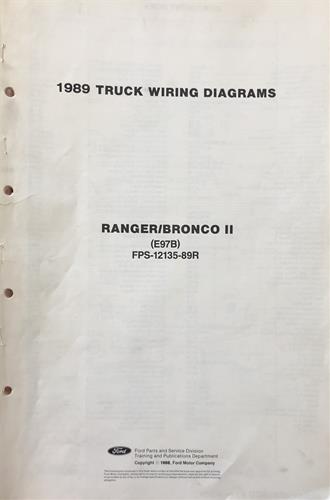 1989 TRUCK WIRING DIAGRAMS
RANGER/BRONCO II
(E97B)
FPS-12135-89R
Ford
Ford Parts and Service Division
Training and Publications Department
Copyright © 1988, Ford Motor Company